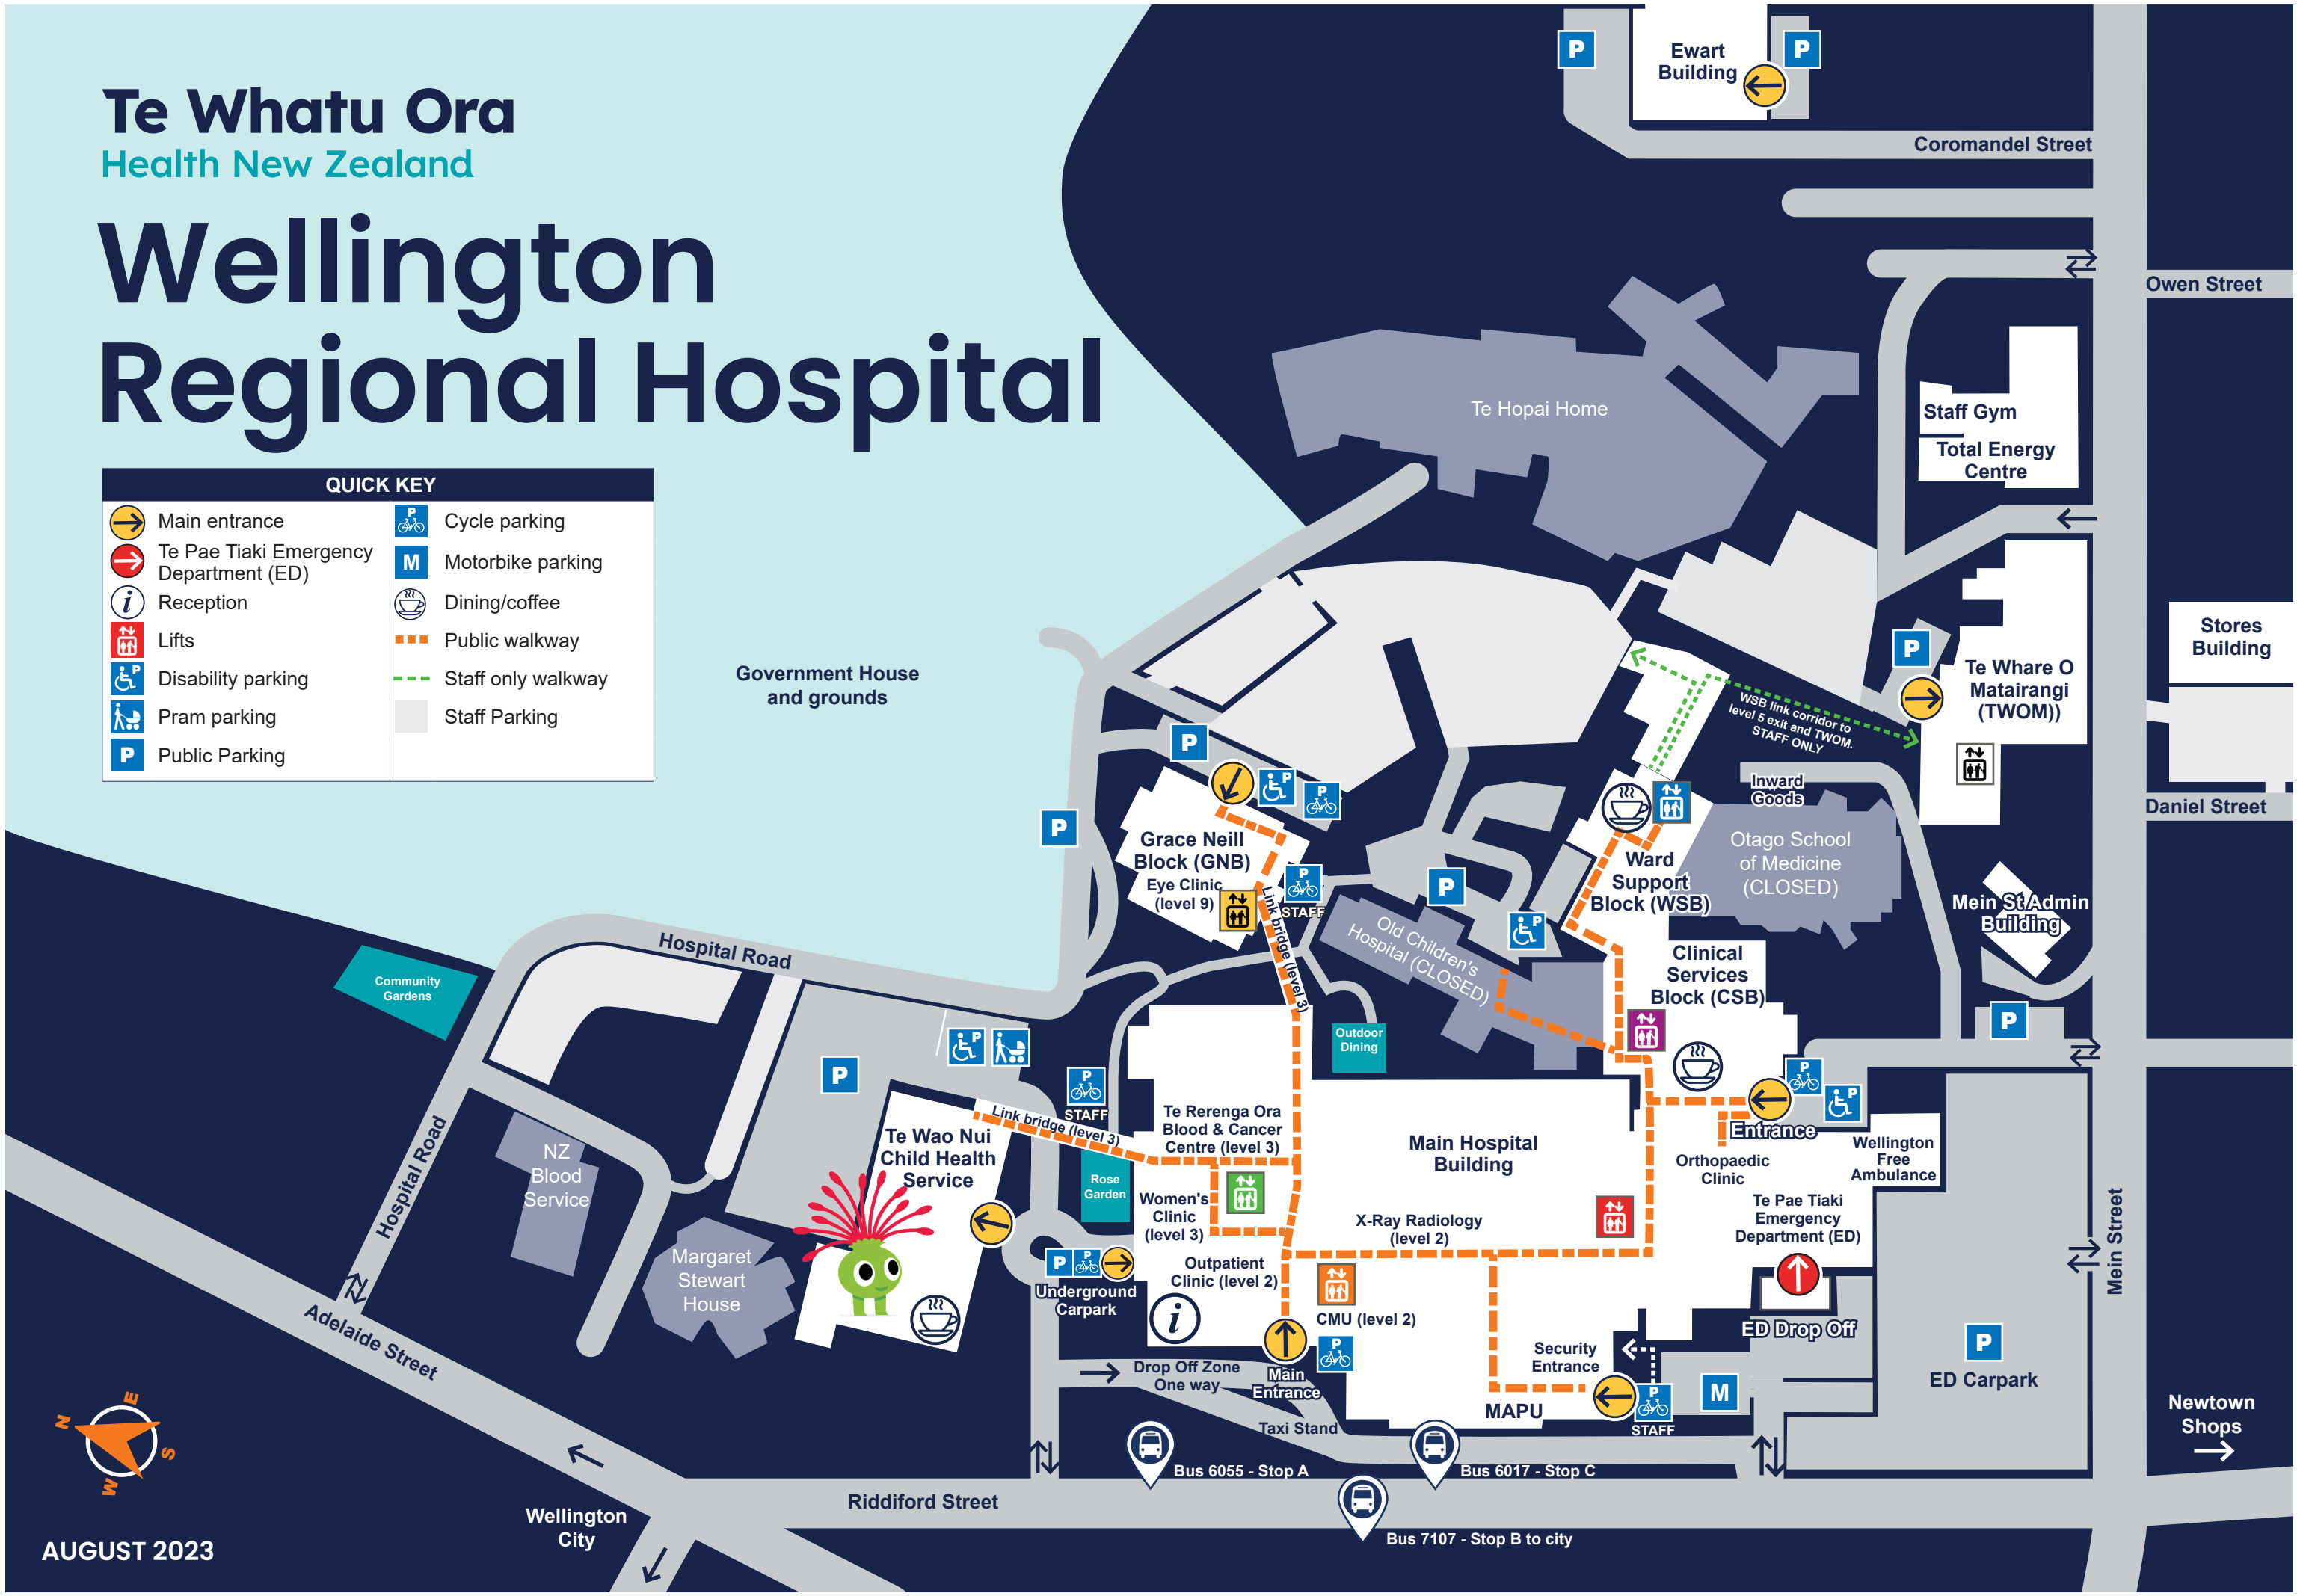 Te Whatu Ora
Health New Zealand
Wellington
Regional Hospital
QUICK KEY
Main entrance
Te Pae Tiaki Emergency
Department (ED)
Reception
Lifts
Disability parking
Pram parking
P
Public Parking
P
Cycle parking
M
Motorbike parking
Dining/coffee
Public walkway
Staff only walkway
Staff Parking
P
Ewart
Building
P
Coromandel Street
Owen Street
Te Hopai Home
Staff Gym
Total Energy
Centre
Stores
Building
Government House
and grounds
P
Te Whare O
Matairangi
(TWOM))
WSB link corridor to
level 5 exit and TWOM.
STAFF ONLY
P
P
P
P
Inward
Goods
Daniel Street
P
Grace Neill
Block (GNB)
Eye Clinic
(level 9)
P
STAFF
Link bridge (level 3)
P
Otago School
of Medicine
(CLOSED)
Ward
Support
Block (WSB)
Old Children's
Hospital (CLOSED)
P
Mein St Admin
Building
Hospital Road
Community
Gardens
Clinical
Services
Block (CSB)
P
P
P
Outdoor
Dining
P
STAFF
P
P
Link bridge (level 3)
Te Wao Nui
Child Health
Service
Te Rerenga Ora
Blood & Cancer
Centre (level 3)
Main Hospital
Building
Entrance
Orthopaedic
Clinic
Wellington
Free
Ambulance
NZ
Blood
Service
Hospital Road
Rose
Garden
Women's
Clinic
(level 3)
X-Ray Radiology
(level 2)
Te Pae Tiaki
Emergency
Department (ED)
Mein Street
Margaret
Stewart
House
P
P
Underground
Carpark
Outpatient
Clinic (level 2)
i
CMU (level 2)
ED Drop Off
Adelaide Street
Drop Off Zone
One way
Main
Entrance
P
Security
Entrance
P
ED Carpark
MAPU
P
STAFF
M
Taxi Stand
N
E
S
W
Newtown
Shops
Bus 6055 - Stop A
Bus 6017 - Stop C
Riddiford Street
Wellington
City
Bus 7107 - Stop B to city
AUGUST 2023